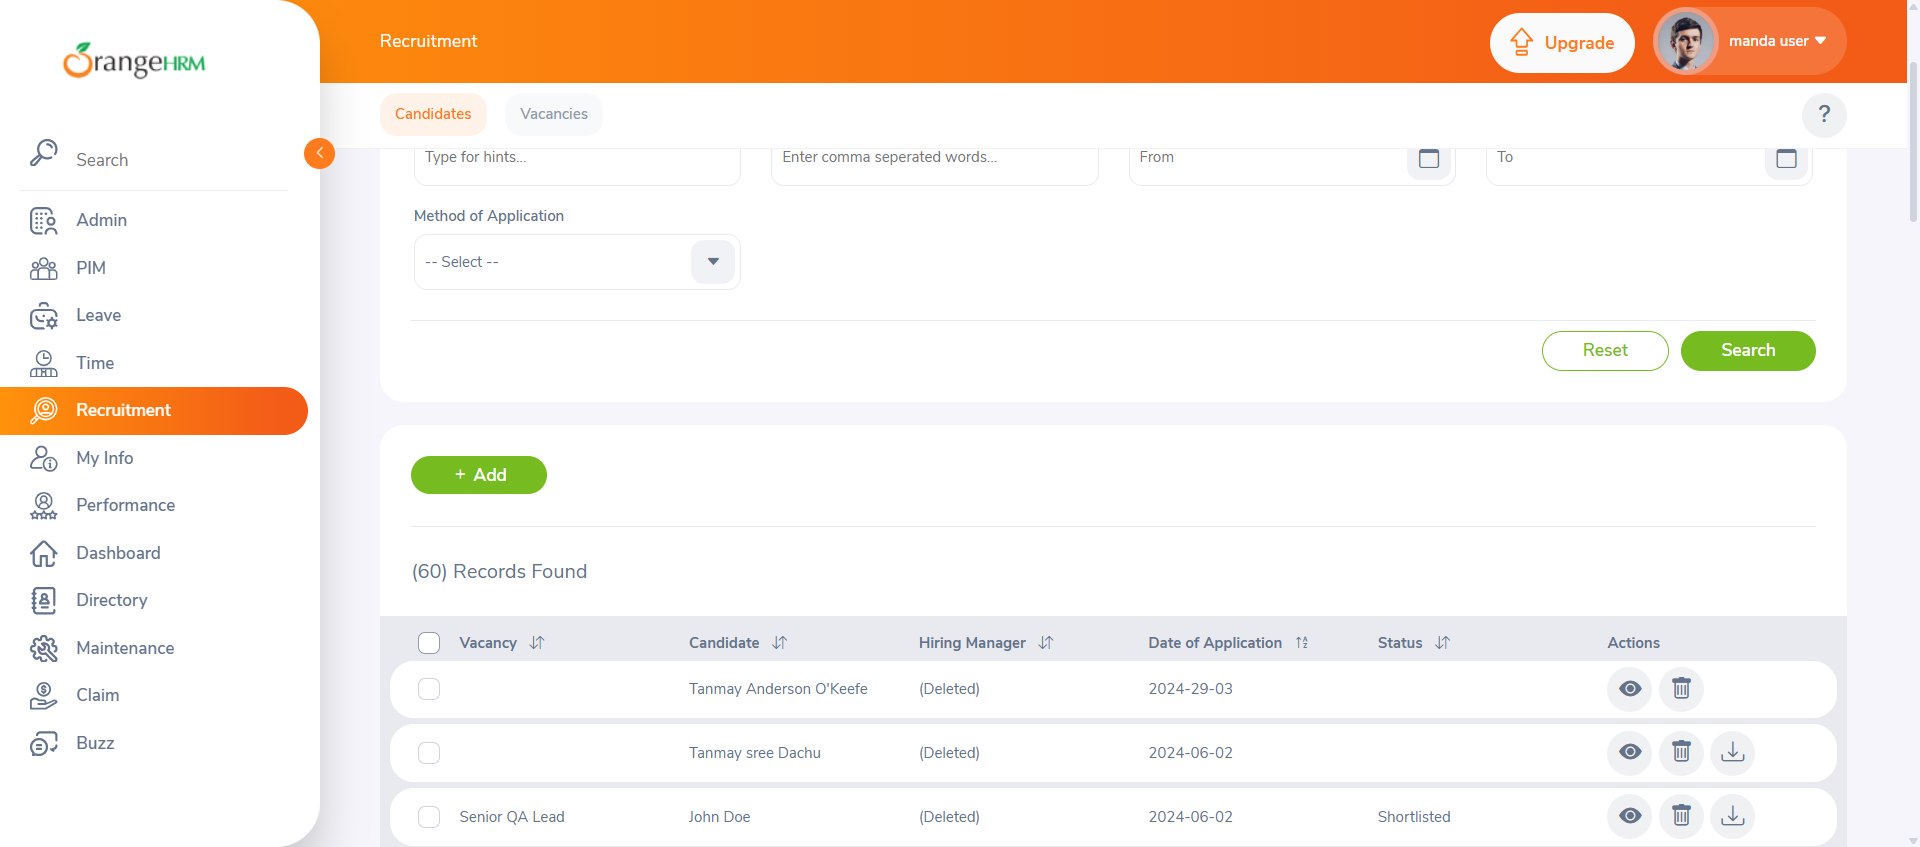 OrangeHRM
Recruitment
Upgrade
manda user
Candidates
Vacancies
?
Search
Type for hints...
Enter comma seperated words...
From
To
Method of Application
-- Select --
Reset
Search
Admin
PIM
Leave
Time
Recruitment
My Info
Performance
Dashboard
Directory
Maintenance
Claim
Buzz
+ Add
(60) Records Found
Vacancy Candidate Hiring Manager Date of Application Status Actions
Tanmay Anderson O'Keefe (Deleted) 2024-29-03
Tanmay sree Dachu (Deleted) 2024-06-02
Senior QA Lead John Doe (Deleted) 2024-06-02 Shortlisted